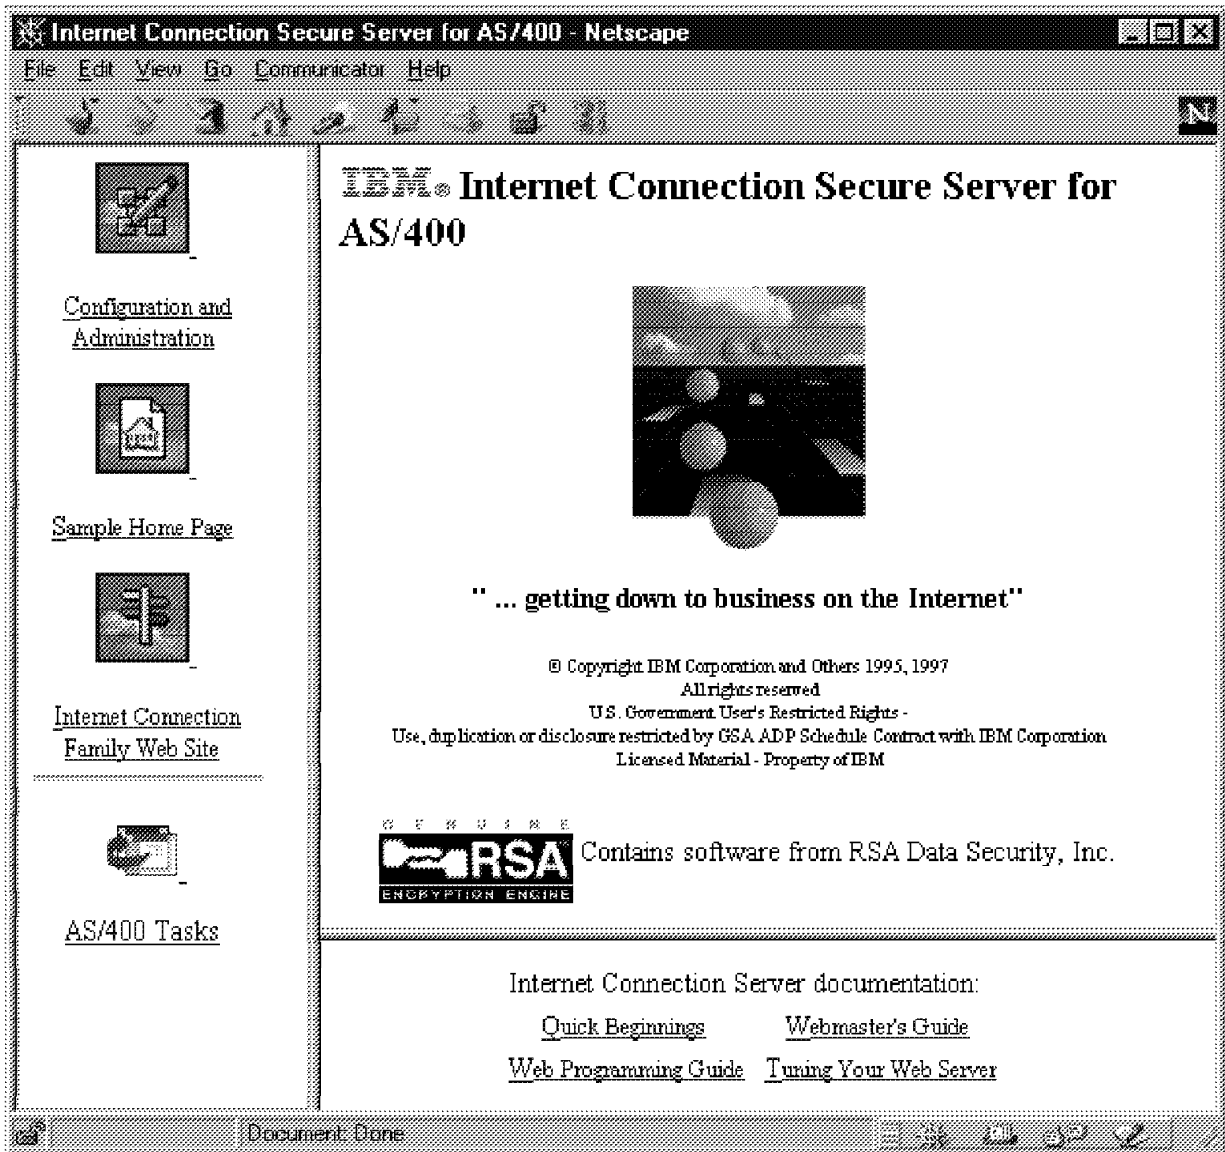 Internet Connection Secure Server for AS/400 - Netscape
File Edit View Go Communicator Help
N
Configuration and
Administration
Sample Home Page
Internet Connection
Family Web Site
AS/400 Tasks
IBM® Internet Connection Secure Server for
AS/400
" ... getting down to business on the Internet"
© Copyright IBM Corporation and Others 1995, 1997
All rights reserved
U.S. Government User's Restricted Rights -
Use, duplication or disclosure restricted by GSA ADP Schedule Contract with IBM Corporation
Licensed Material - Property of IBM
GENUINE
RSA
ENCRYPTION ENGINE
Contains software from RSA Data Security, Inc.
Internet Connection Server documentation:
Quick Beginnings Webmaster's Guide
Web Programming Guide Tuning Your Web Server
Document: Done